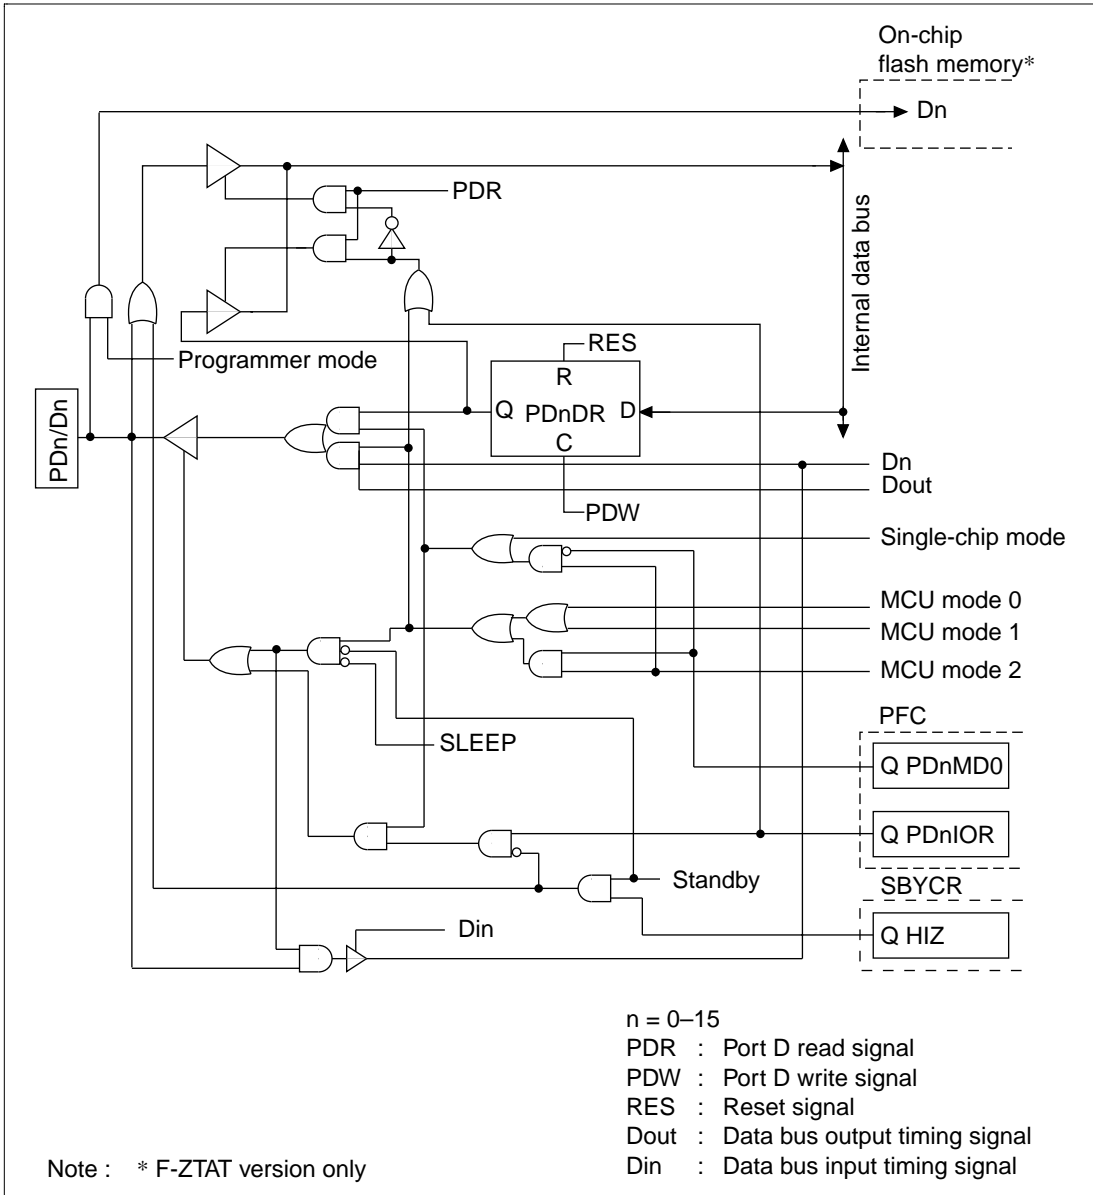 On-chip
flash memory*
Dn
PDR
Internal data bus
Programmer mode
RES
R
Q PDnDR D
C
PDn/Dn
Dn
Dout
PDW
Single-chip mode
MCU mode 0
MCU mode 1
MCU mode 2
PFC
SLEEP
Q PDnMD0
Q PDnIOR
Standby
SBYCR
Din
Q HIZ
n = 0–15
PDR : Port D read signal
PDW : Port D write signal
RES : Reset signal
Dout : Data bus output timing signal
Din : Data bus input timing signal
Note : * F-ZTAT version only